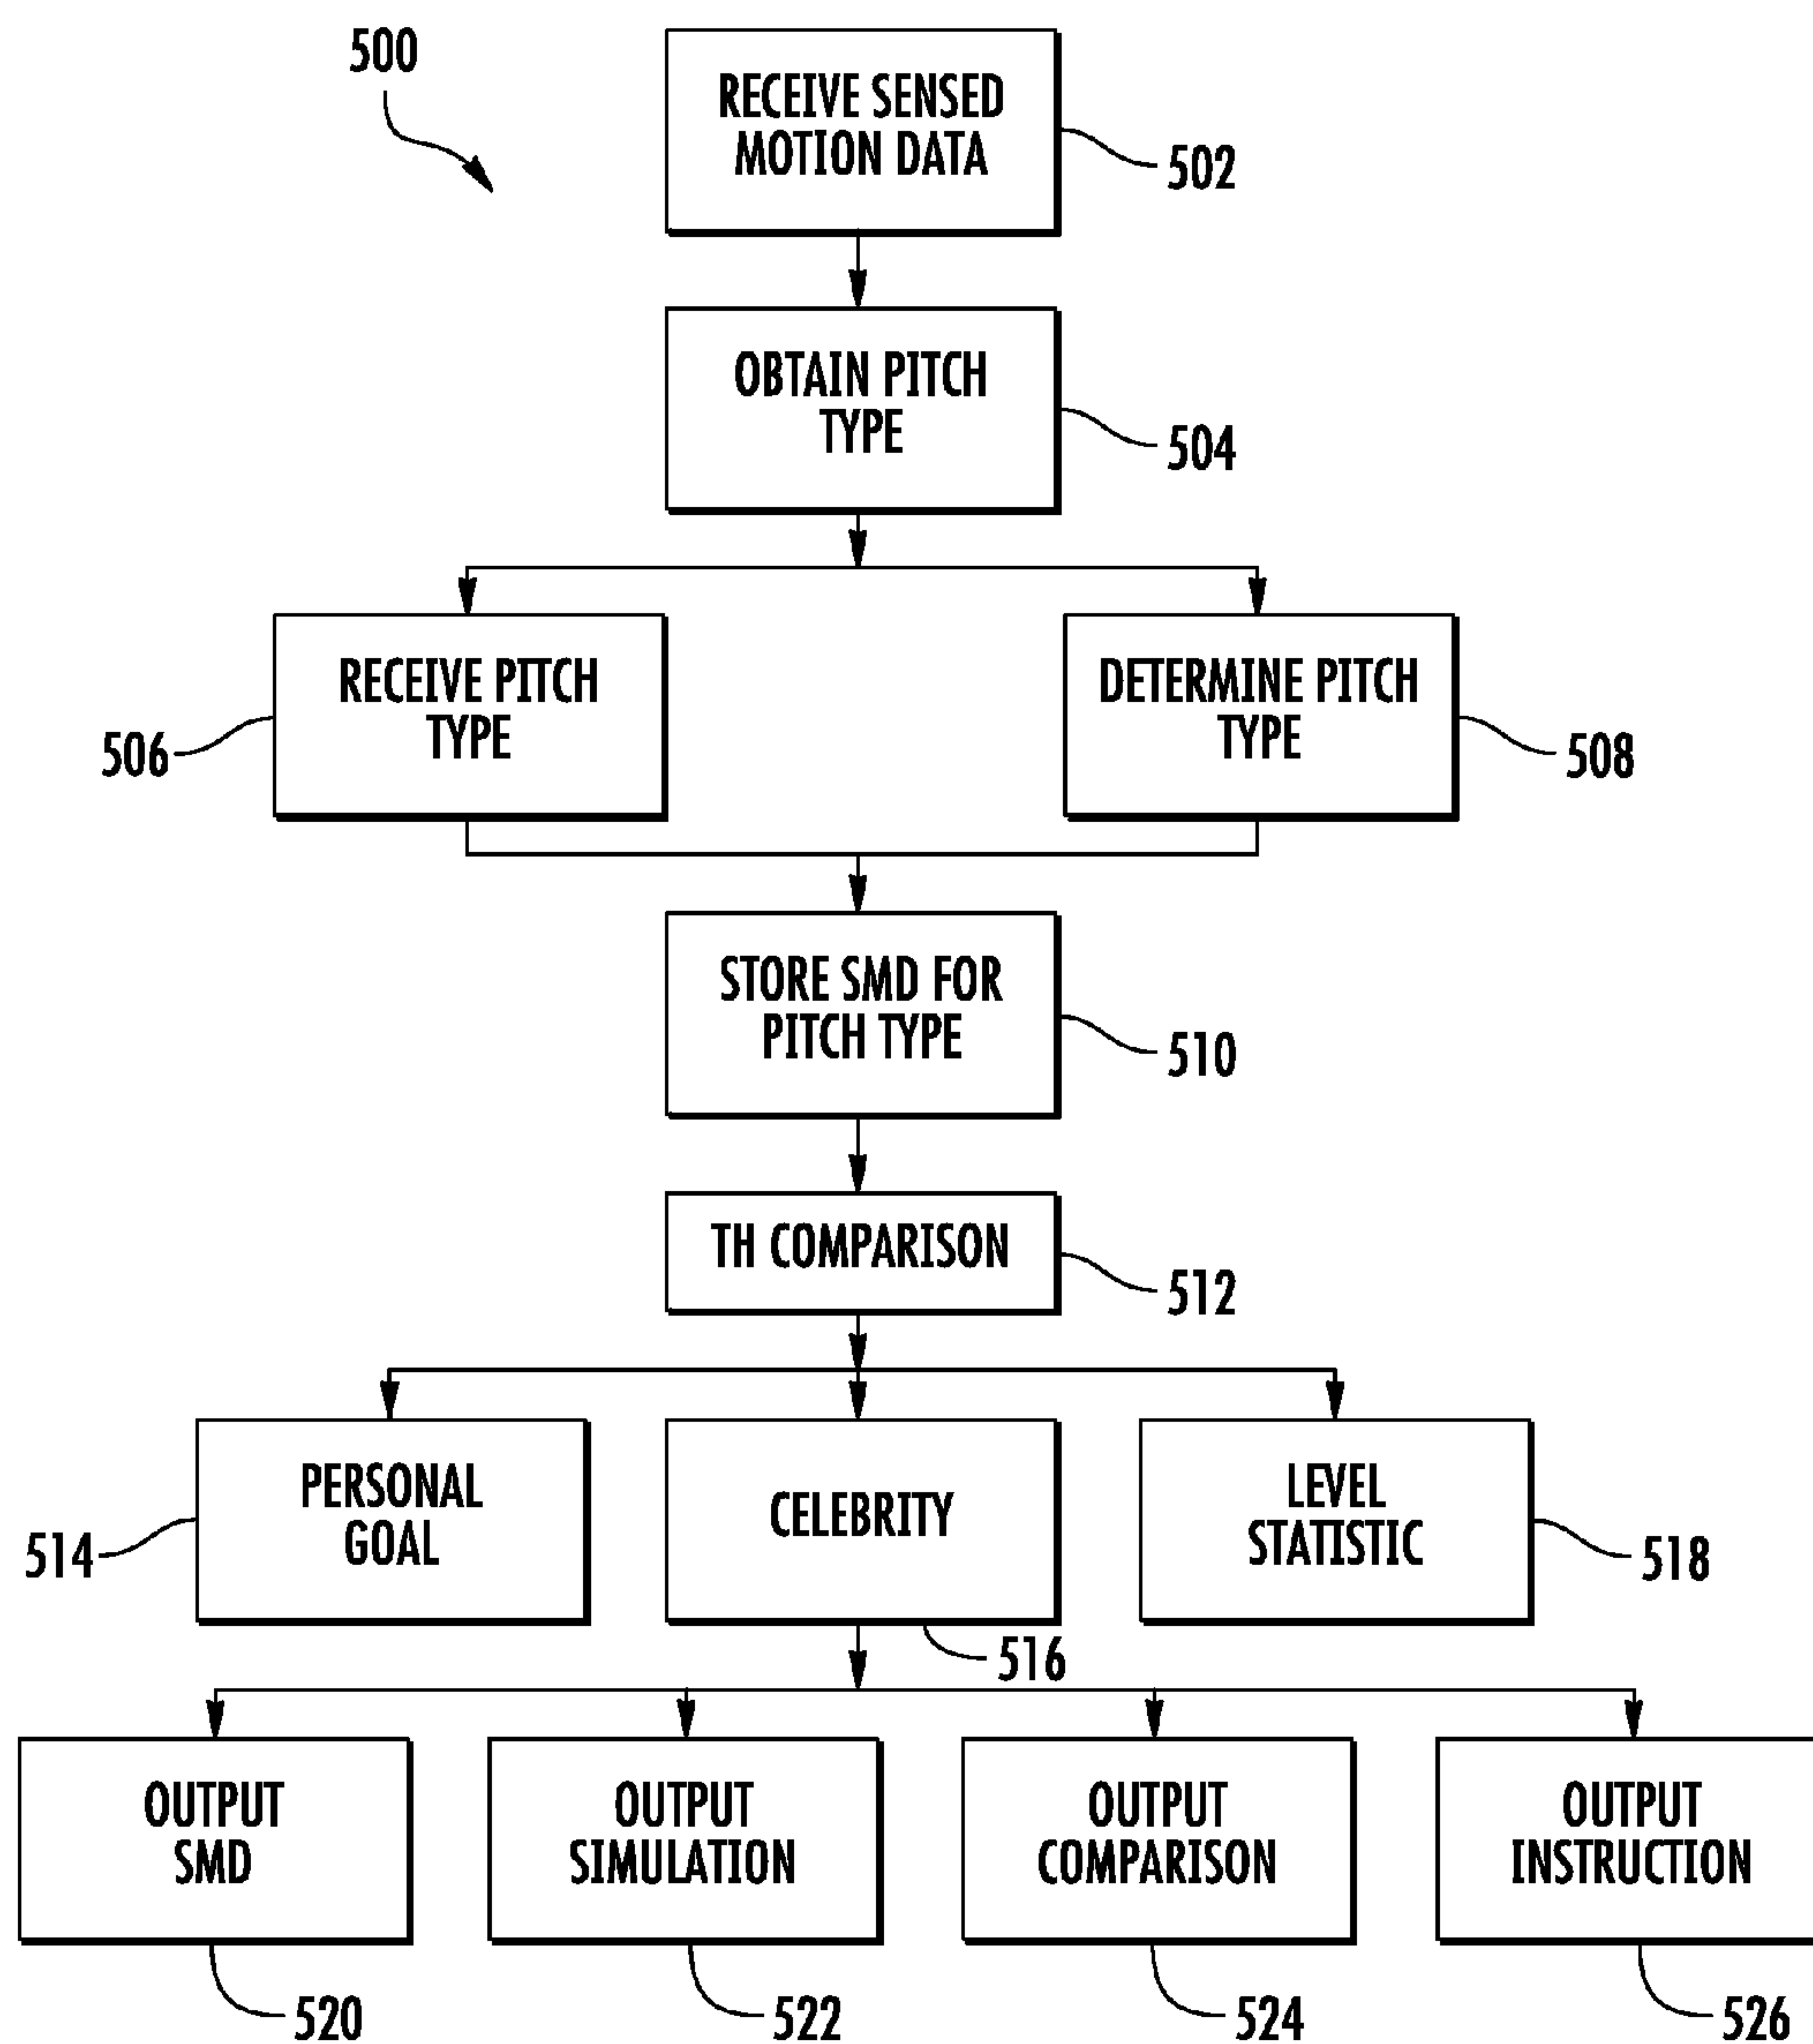 500
RECEIVE SENSED
MOTION DATA
502
OBTAIN PITCH
TYPE
504
RECEIVE PITCH
TYPE
506
DETERMINE PITCH
TYPE
508
STORE SMD FOR
PITCH TYPE
510
TH COMPARISON
512
PERSONAL
GOAL
514
CELEBRITY
516
LEVEL
STATISTIC
518
OUTPUT
SMD
520
OUTPUT
SIMULATION
522
OUTPUT
COMPARISON
524
OUTPUT
INSTRUCTION
526